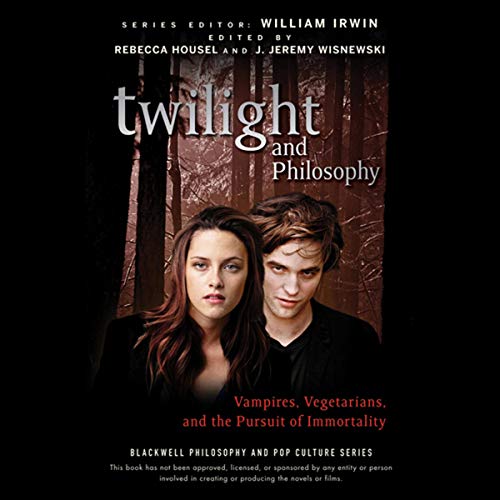 SERIES EDITOR: WILLIAM IRWIN
EDITED BY
REBECCA HOUSEL AND J. JEREMY WISNEWSKI
twilight
and
Philosophy
Vampires, Vegetarians,
and the Pursuit of Immortality
BLACKWELL PHILOSOPHY AND POP CULTURE SERIES
This book has not been approved, licensed, or sponsored by any entity or person
involved in creating or producing the novels or films.